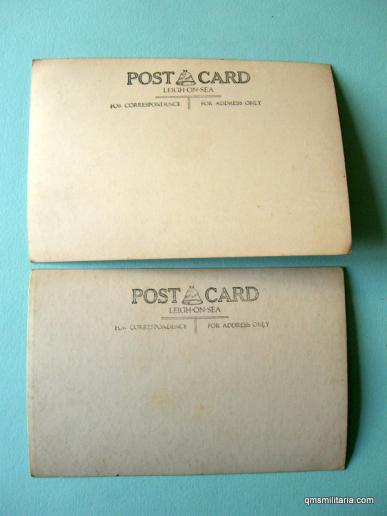 POST CARD
LEIGH-ON-SEA
FOR CORRESPONDENCE FOR ADDRESS ONLY
POST CARD
LEIGH-ON-SEA
FOR CORRESPONDENCE FOR ADDRESS ONLY
qmsmilitaria.com